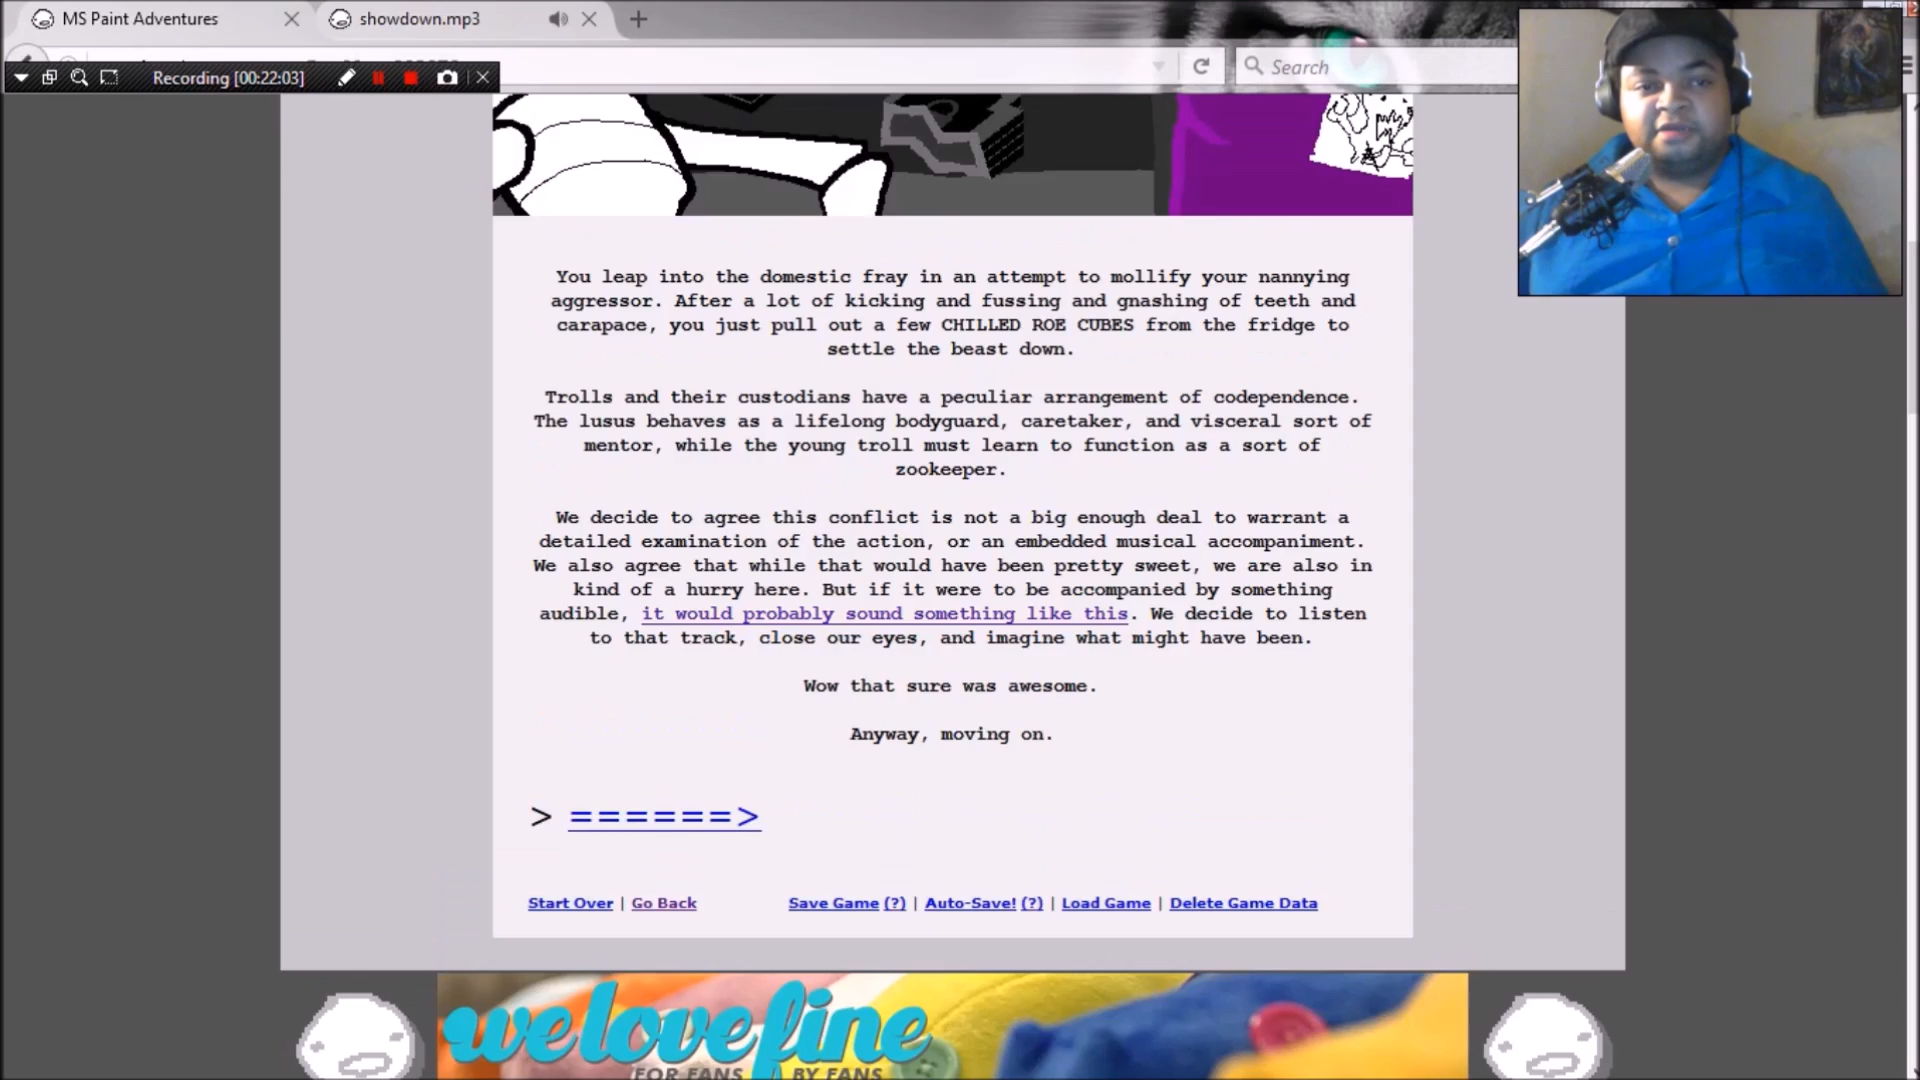 MS Paint Adventures
showdown.mp3
Search
Recording [00:22:03]
You leap into the domestic fray in an attempt to mollify your nannying
aggressor. After a lot of kicking and fussing and gnashing of teeth and
carapace, you just pull out a few CHILLED ROE CUBES from the fridge to
settle the beast down.
Trolls and their custodians have a peculiar arrangement of codependence.
The lusus behaves as a lifelong bodyguard, caretaker, and visceral sort of
mentor, while the young troll must learn to function as a sort of
zookeeper.
We decide to agree this conflict is not a big enough deal to warrant a
detailed examination of the action, or an embedded musical accompaniment.
We also agree that while that would have been pretty sweet, we are also in
kind of a hurry here. But if it were to be accompanied by something
audible, it would probably sound something like this. We decide to listen
to that track, close our eyes, and imagine what might have been.
Wow that sure was awesome.
Anyway, moving on.
> ======>
Start Over | Go Back Save Game (?) | Auto-Save! (?) | Load Game | Delete Game Data
welovefine
FOR FANS / BY FANS